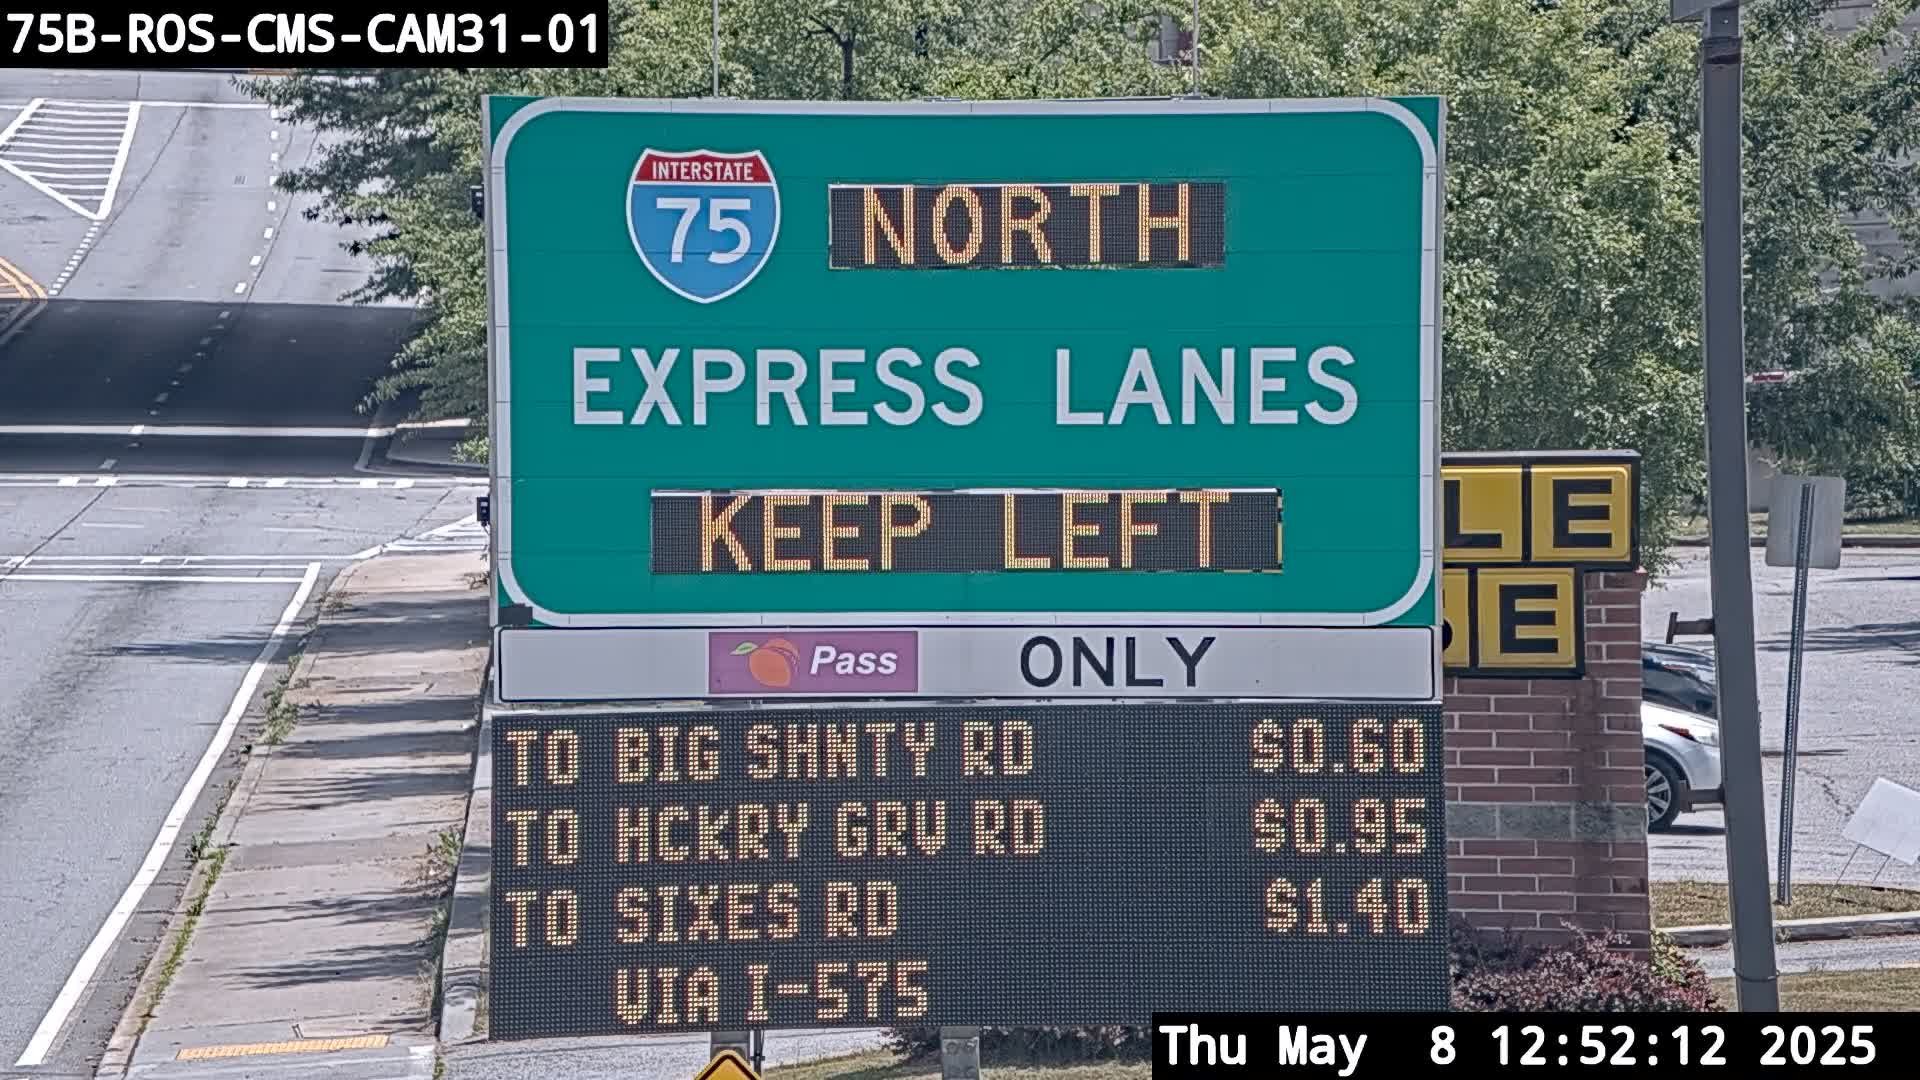 75B-ROS-CMS-CAM31-01
INTERSTATE
75
NORTH
EXPRESS LANES
KEEP LEFT
LE
E
Pass ONLY
TO BIG SHNTY RD $0.60
TO HCKRY GRV RD $0.95
TO SIXES RD $1.40
VIA I-575
Thu May 8 12:52:12 2025